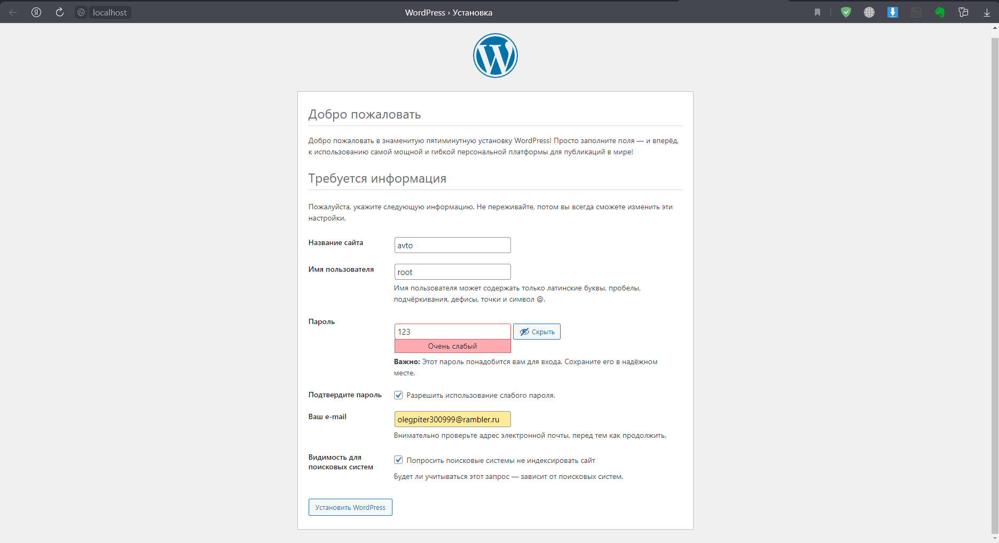 localhost
WordPress › Установка
Добро пожаловать
Добро пожаловать в знаменитую пятиминутную установку WordPress! Просто заполните поля — и вперёд,
к использованию самой мощной и гибкой персональной платформы для публикаций в мире!
Требуется информация
Пожалуйста, укажите следующую информацию. Не переживайте, потом вы всегда сможете изменить эти
настройки.
Название сайта
avto
Имя пользователя
root
Имя пользователя может содержать только латинские буквы, пробелы,
подчёркивания, дефисы, точки и символ @.
Пароль
123
Скрыть
Очень слабый
Важно: Этот пароль понадобится вам для входа. Сохраните его в надёжном
месте.
Подтвердите пароль
Разрешить использование слабого пароля.
Ваш e-mail
olegpiter300999@rambler.ru
Внимательно проверьте адрес электронной почты, перед тем как продолжить.
Видимость для
поисковых систем
Попросить поисковые системы не индексировать сайт
Будет ли учитываться этот запрос — зависит от поисковых систем.
Установить WordPress